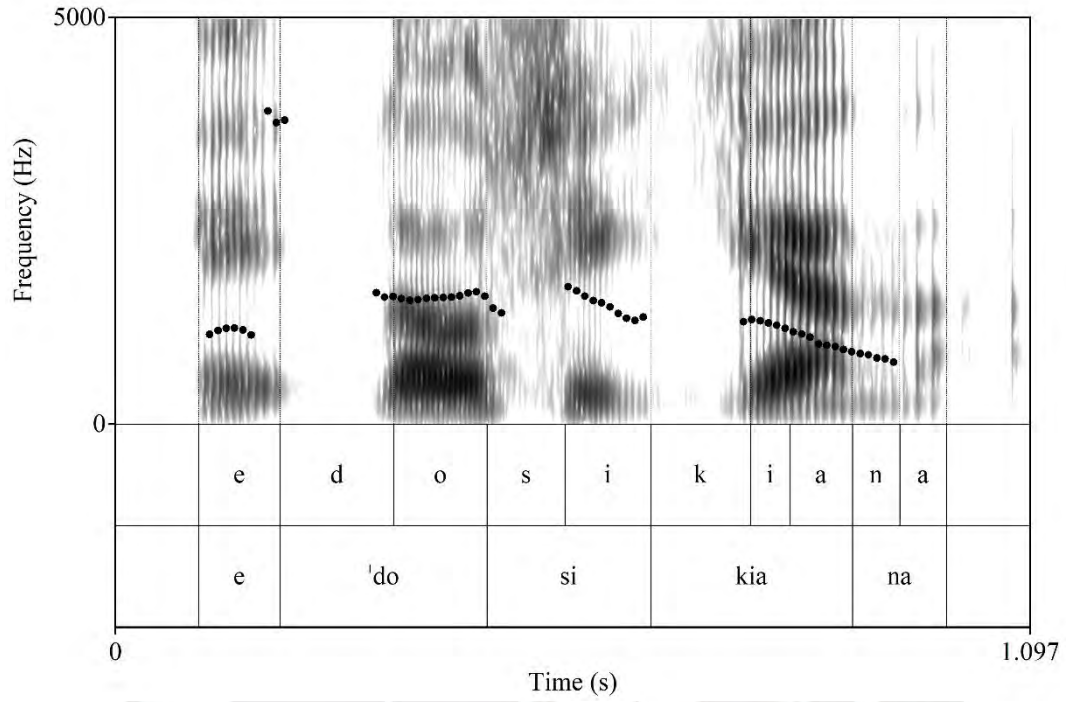 5000
Frequency (Hz)
0
e d o s i k i a n a
e ˈdo si kia na
0 1.097
Time (s)